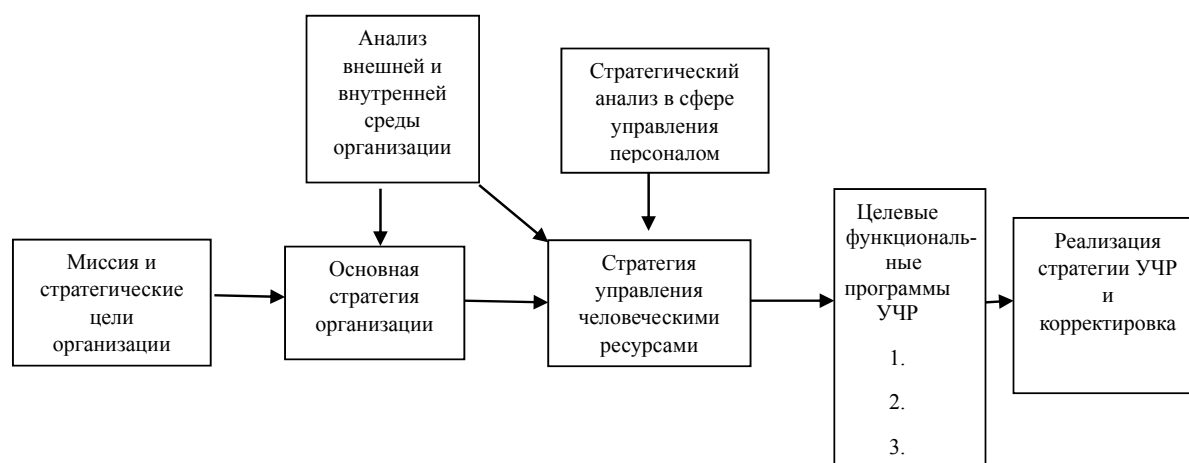 Анализ
внешней и
внутренней
среды
организации
Стратегический
анализ в сфере
управления
персоналом
Миссия и
стратегические
цели
организации
Основная
стратегия
организации
Стратегия
управления
человеческими
ресурсами
Целевые
функциональ-
ные
программы
УЧР
1.
2.
3.
Реализация
стратегии УЧР
и
корректировка